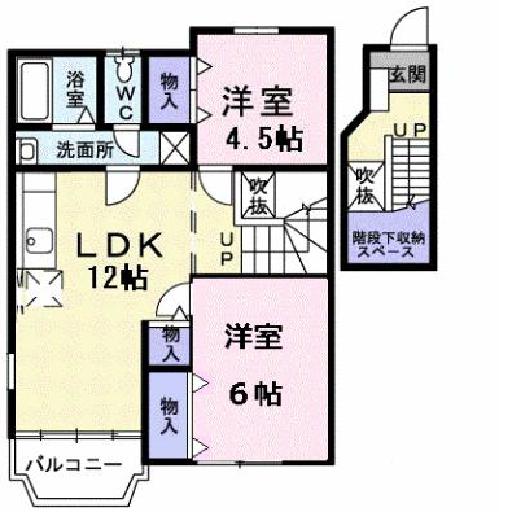 浴室
WC
物入
洋室
4.5帖
洗面所
玄関
UP
吹抜
階段下収納
スペース
LDK
12帖
吹抜
UP
物入
洋室
6帖
物入
バルコニー